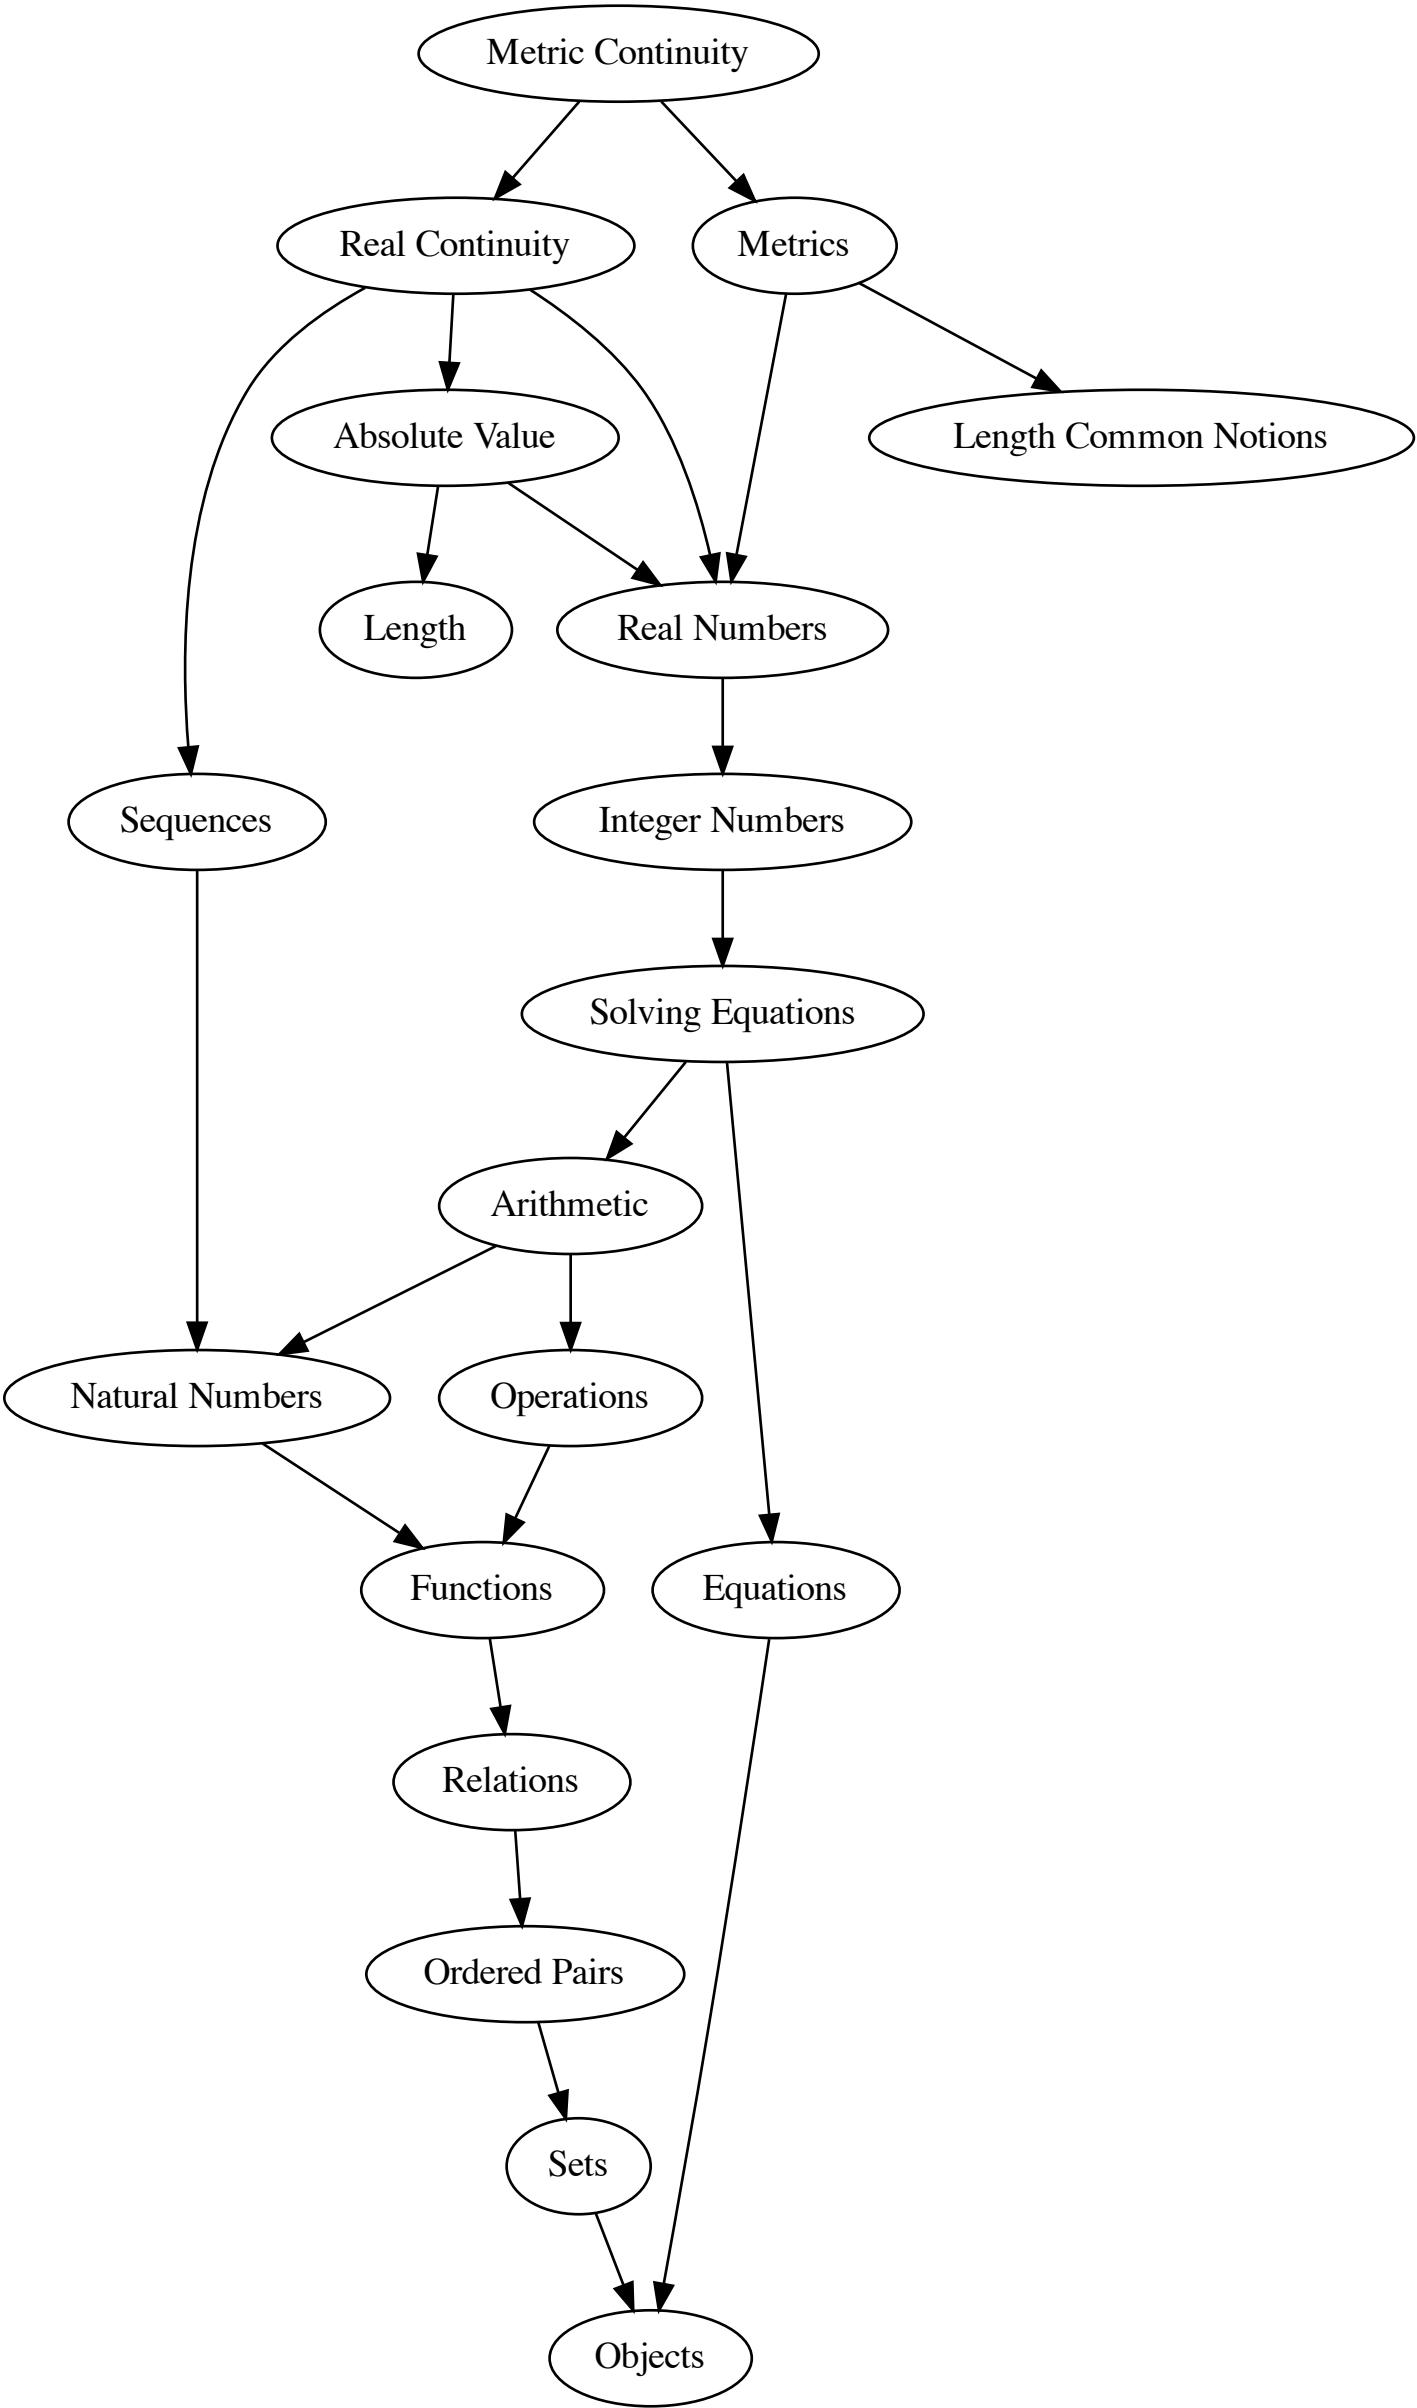 Metric Continuity
Real Continuity
Metrics
Absolute Value
Length Common Notions
Length
Real Numbers
Sequences
Integer Numbers
Solving Equations
Arithmetic
Natural Numbers
Operations
Functions
Equations
Relations
Ordered Pairs
Sets
Objects